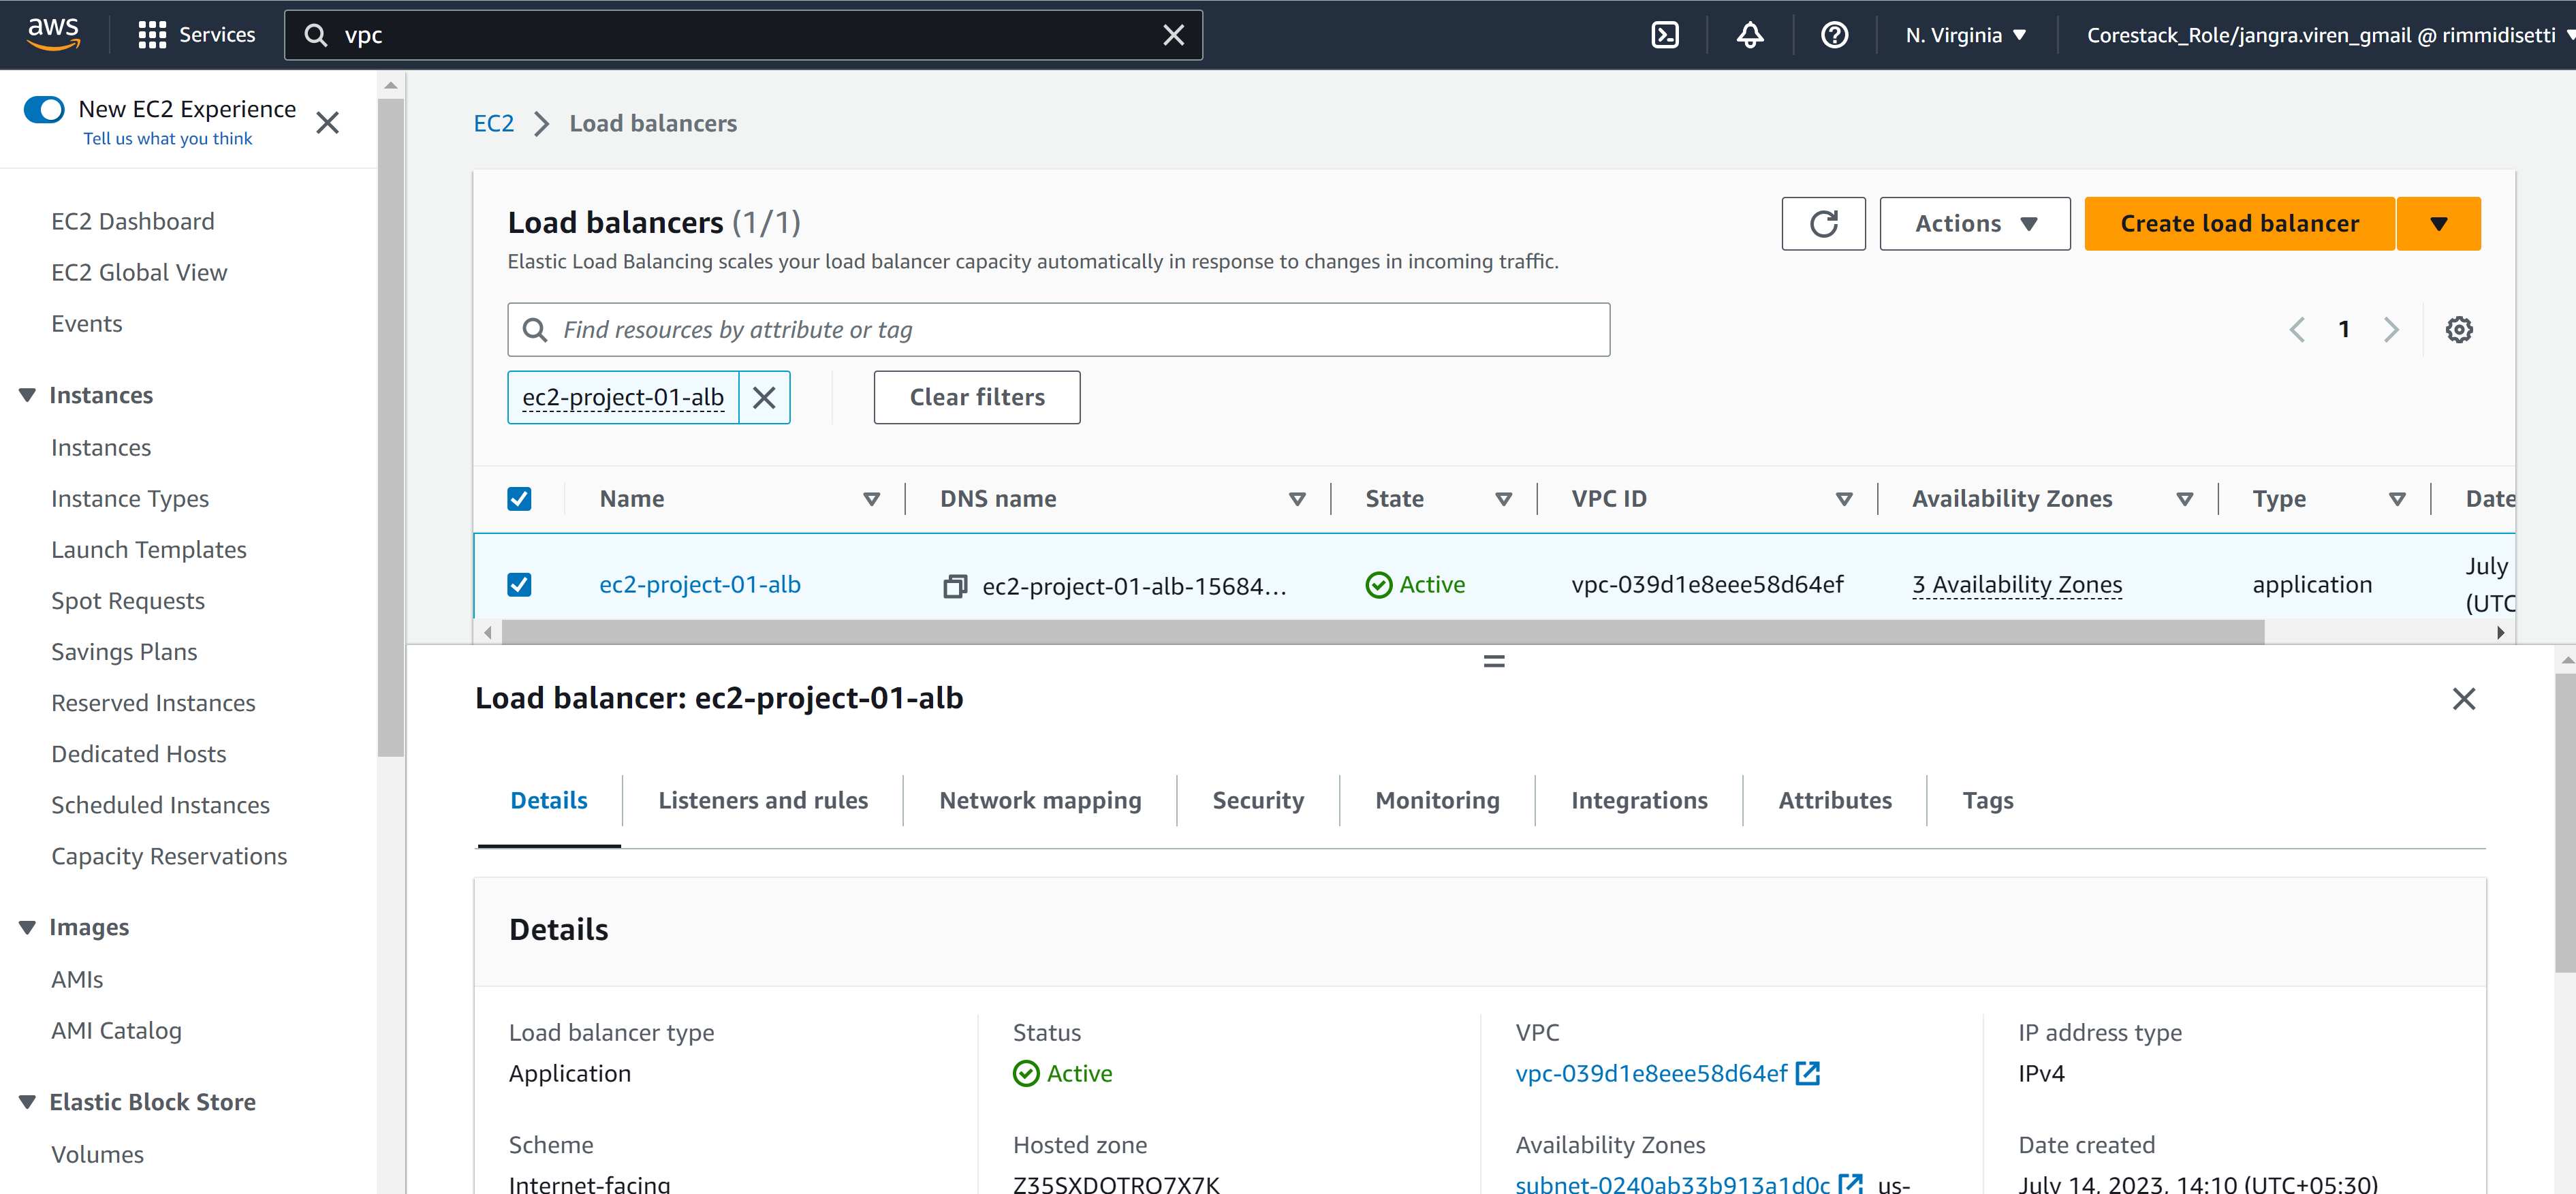 aws
Services
vpc
N. Virginia
Corestack_Role/jangra.viren_gmail @ rimmidisetti
New EC2 Experience
Tell us what you think
EC2 Dashboard
EC2 Global View
Events
Instances
Instances
Instance Types
Launch Templates
Spot Requests
Savings Plans
Reserved Instances
Dedicated Hosts
Scheduled Instances
Capacity Reservations
Images
AMIs
AMI Catalog
Elastic Block Store
Volumes
EC2 > Load balancers
Load balancers (1/1)
Elastic Load Balancing scales your load balancer capacity automatically in response to changes in incoming traffic.
Actions
Create load balancer
Find resources by attribute or tag
1
ec2-project-01-alb
Clear filters
Name DNS name State VPC ID Availability Zones Type Date
ec2-project-01-alb ec2-project-01-alb-15684... Active vpc-039d1e8eee58d64ef 3 Availability Zones application July
(UTC
Load balancer: ec2-project-01-alb
Details Listeners and rules Network mapping Security Monitoring Integrations Attributes Tags
Details
Load balancer type
Application
Status
Active
VPC
vpc-039d1e8eee58d64ef
IP address type
IPv4
Scheme
Internet-facing
Hosted zone
Z35SXDOTRQ7X7K
Availability Zones
subnet-0240ab33b913a1d0c us-
Date created
July 14, 2023, 14:10 (UTC+05:30)